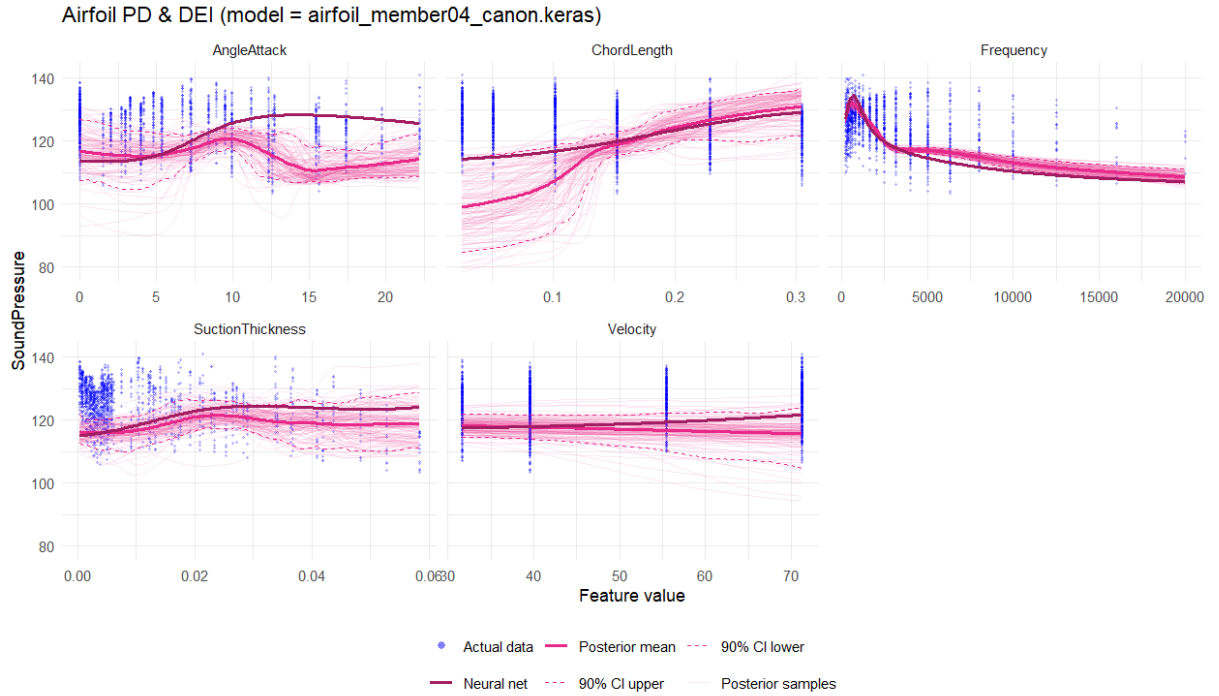 Airfoil PD & DEI (model = airfoil_member04_canon.keras)
AngleAttack
ChordLength
Frequency
140
120
100
80
0 5 10 15 20
0.1 0.2 0.3
0 5000 10000 15000 20000
SoundPressure
SuctionThickness
Velocity
140
120
100
80
0.00 0.02 0.04 0.06
30 40 50 60 70
Feature value
Actual data
Posterior mean
90% CI lower
Neural net
90% CI upper
Posterior samples